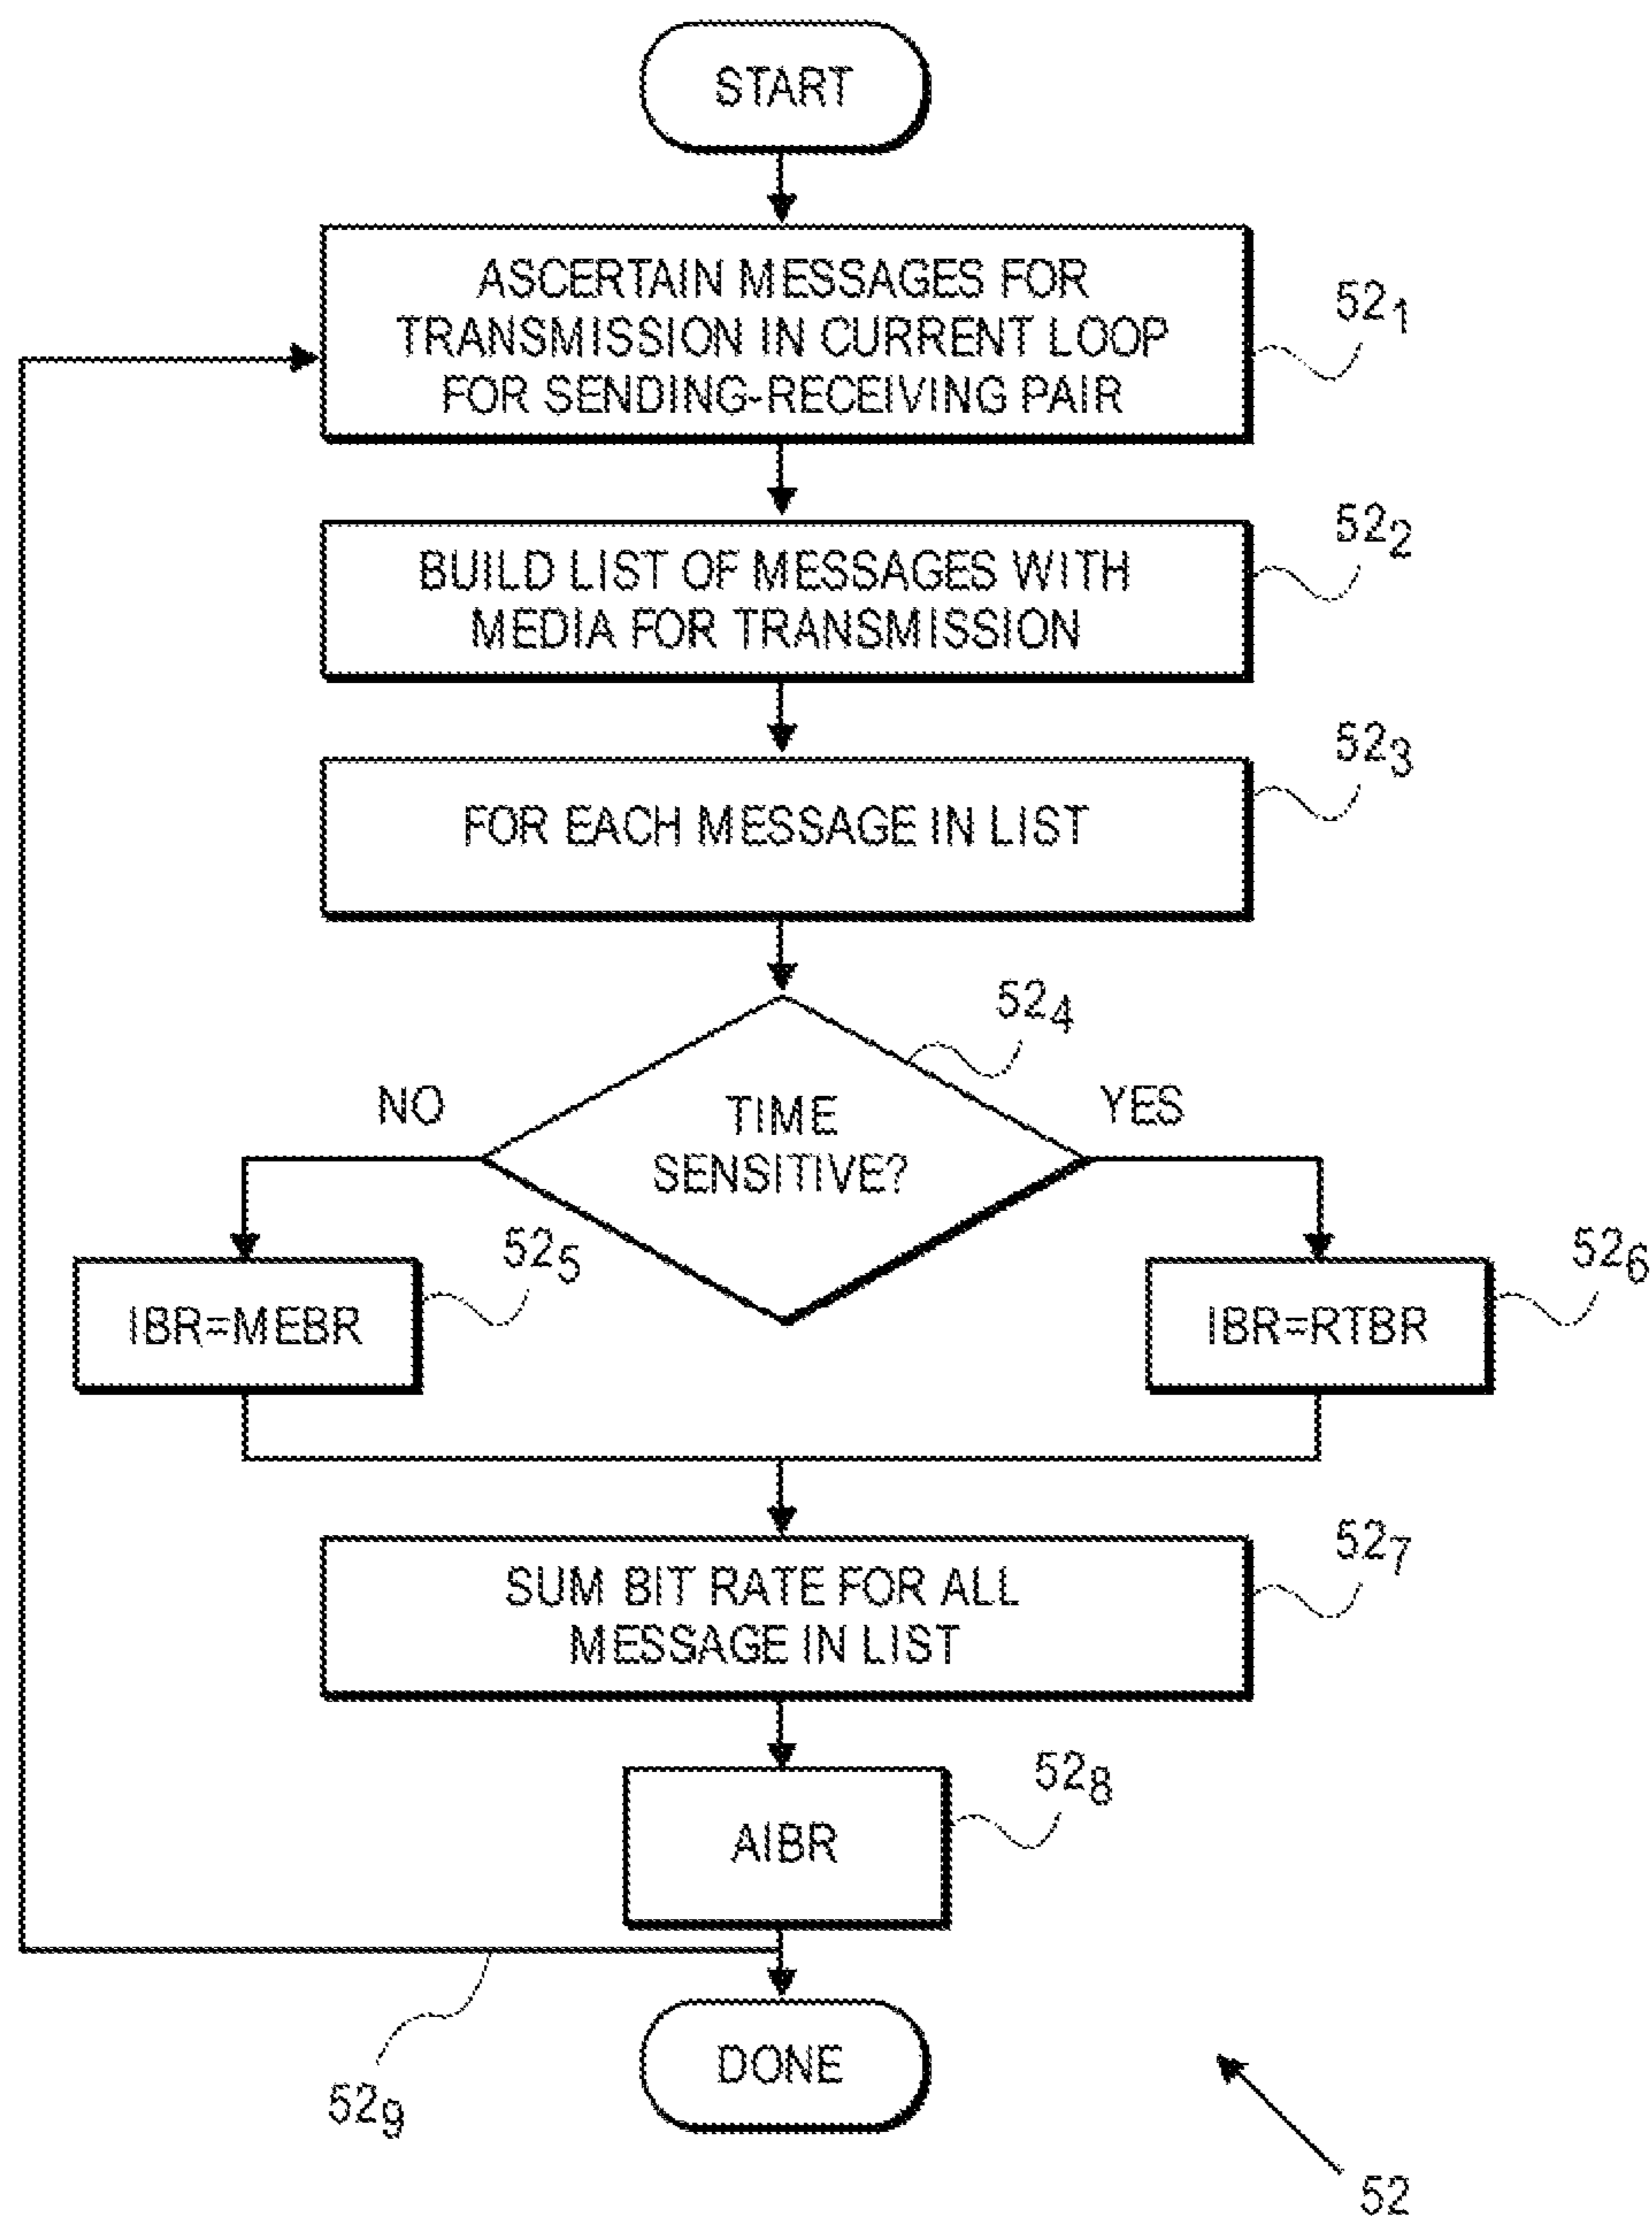 START
ASCERTAIN MESSAGES FOR
TRANSMISSION IN CURRENT LOOP
FOR SENDING-RECEIVING PAIR
52₁
BUILD LIST OF MESSAGES WITH
MEDIA FOR TRANSMISSION
52₂
FOR EACH MESSAGE IN LIST
52₃
TIME
SENSITIVE?
52₄
NO
YES
IBR=MEBR
52₅
IBR=RTBR
52₆
SUM BIT RATE FOR ALL
MESSAGE IN LIST
52₇
AIBR
52₈
DONE
52₉
52